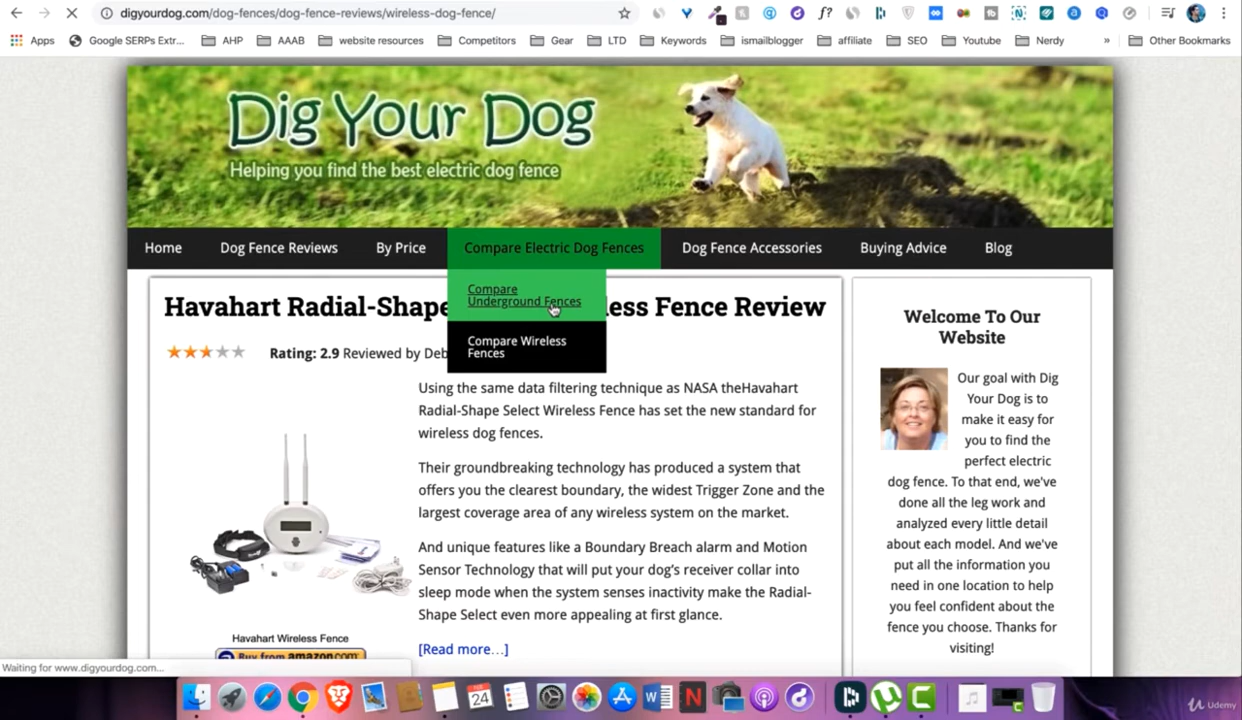 digyourdog.com/dog-fences/dog-fence-reviews/wireless-dog-fence/
f?
Apps
Google SERPs Extr...
AHP
AAAB
website resources
Competitors
Gear
LTD
Keywords
ismailblogger
affiliate
SEO
Youtube
Nerdy
»
Other Bookmarks
Dig Your Dog
Helping you find the best electric dog fence
Home
Dog Fence Reviews
By Price
Compare Electric Dog Fences
Dog Fence Accessories
Buying Advice
Blog
Compare
Underground Fences
Compare Wireless
Fences
Havahart Radial-Shape
less Fence Review
Rating: 2.9 Reviewed by Deb
Using the same data filtering technique as NASA theHavahart
Radial-Shape Select Wireless Fence has set the new standard for
wireless dog fences.
Their groundbreaking technology has produced a system that
offers you the clearest boundary, the widest Trigger Zone and the
largest coverage area of any wireless system on the market.
And unique features like a Boundary Breach alarm and Motion
Sensor Technology that will put your dog's receiver collar into
sleep mode when the system senses inactivity make the Radial-
Shape Select even more appealing at first glance.
[Read more...]
Havahart Wireless Fence
Buy from amazon.com
Welcome To Our
Website
Our goal with Dig
Your Dog is to
make it easy for
you to find the
perfect electric
dog fence. To that end, we've
done all the leg work and
analyzed every little detail
about each model. And we've
put all the information you
need in one location to help
you feel confident about the
fence you choose. Thanks for
visiting!
Waiting for www.digyourdog.com...
FEB
24
W
N
Udemy